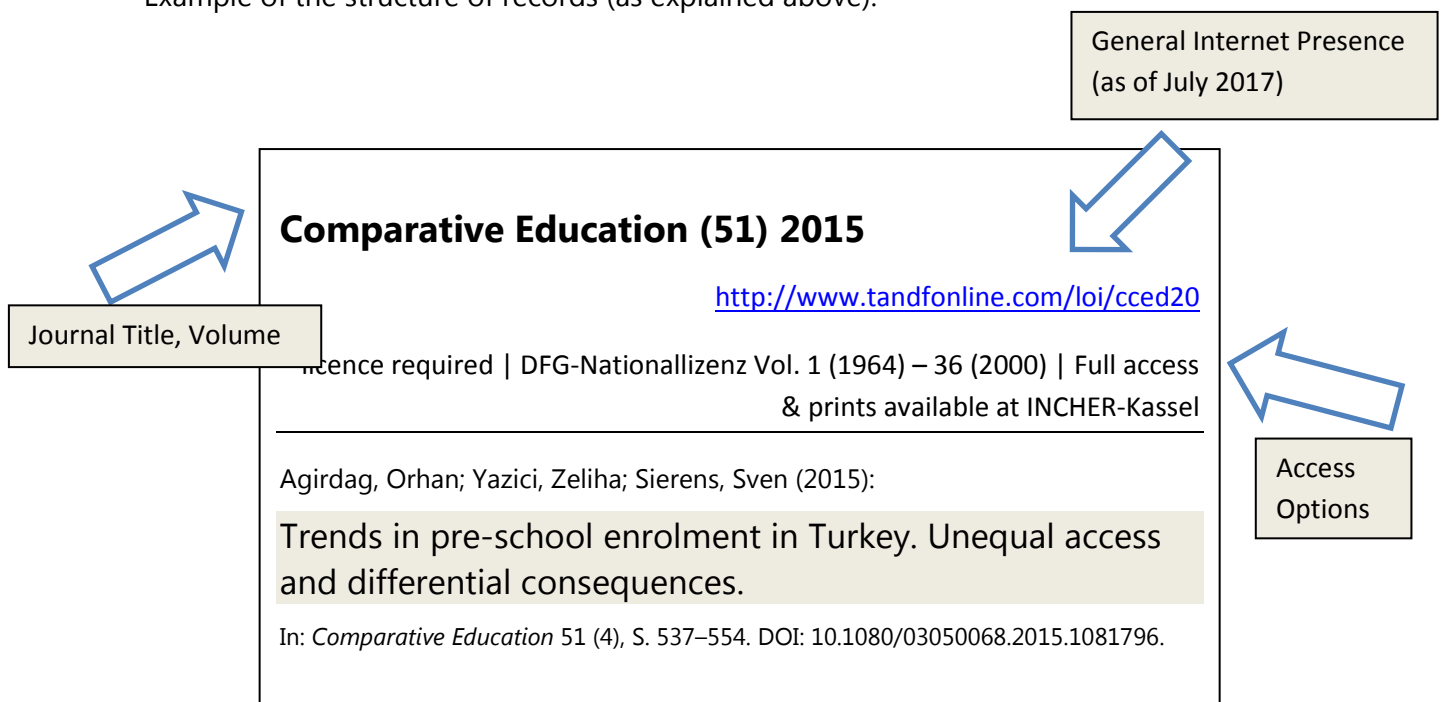 Example of the structure of records (as explained above):
General Internet Presence
(as of July 2017)
Comparative Education (51) 2015
http://www.tandfonline.com/loi/cced20
Journal Title, Volume
licence required | DFG-Nationallizenz Vol. 1 (1964) – 36 (2000) | Full access
& prints available at INCHER-Kassel
Access
Options
Agirdag, Orhan; Yazici, Zeliha; Sierens, Sven (2015):
Trends in pre-school enrolment in Turkey. Unequal access
and differential consequences.
In: Comparative Education 51 (4), S. 537–554. DOI: 10.1080/03050068.2015.1081796.